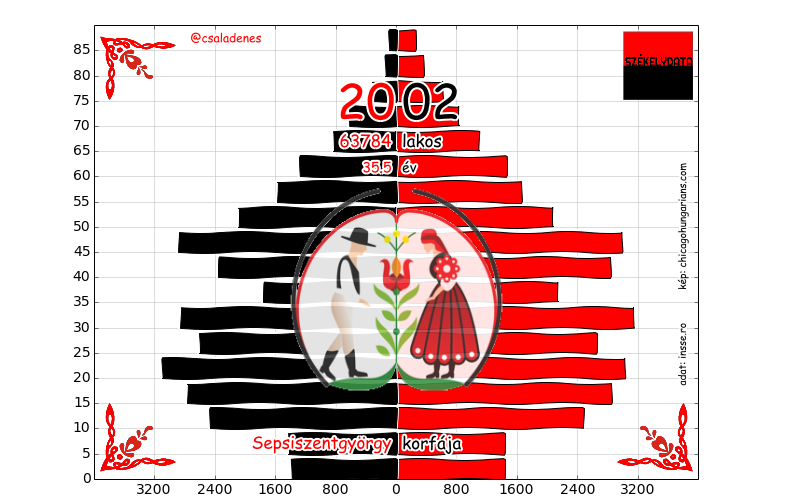 @csaladenes
SZÉKELYDATA
2002
63784 lakos
35.5 év
Sepsiszentgyörgy korfája
kép: chicagohungarians.com
adat: insse.ro
85
80
75
70
65
60
55
50
45
40
35
30
25
20
15
10
5
0
3200 2400 1600 800 0 800 1600 2400 3200